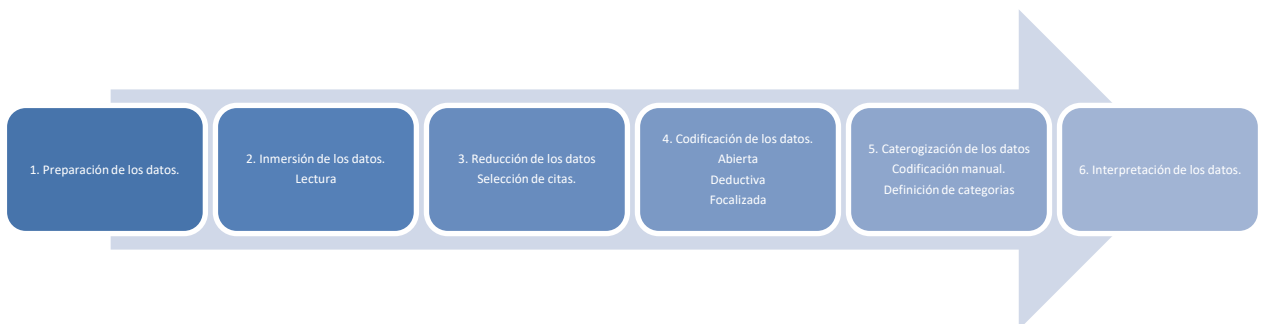 1. Preparación de los datos.
2. Inmersión de los datos.
Lectura
3. Reducción de los datos
Selección de citas.
4. Codificación de los datos.
Abierta
Deductiva
Focalizada
5. Caterogización de los datos
Codificación manual.
Definición de categorias
6. Interpretación de los datos.